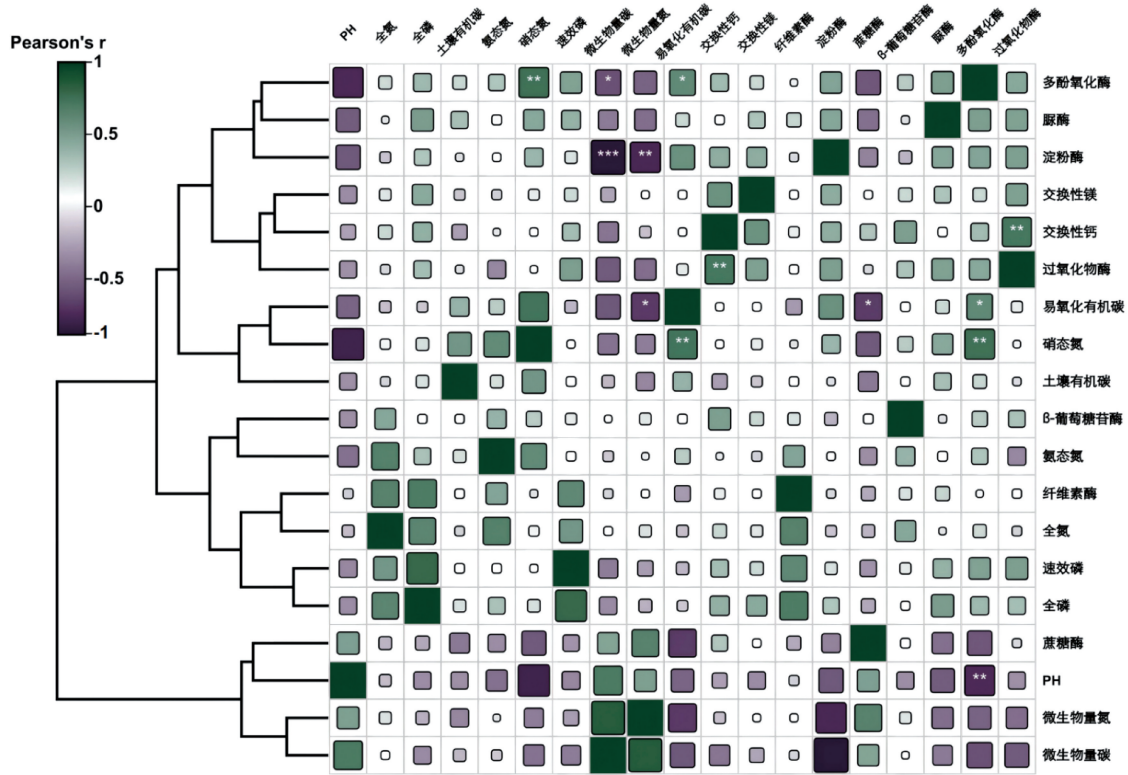 Pearson's r
1
0.5
0
-0.5
-1
PH
全氮
全磷
土壤有机碳
氨态氮
硝态氮
速效磷
微生物量碳
微生物量氮
易氧化有机碳
交换性钙
交换性镁
纤维素酶
淀粉酶
蔗糖酶
β-葡萄糖苷酶
脲酶
多酚氧化酶
过氧化物酶
** * * 多酚氧化酶
脲酶
*** ** 淀粉酶
交换性镁
** 交换性钙
** 过氧化物酶
* * * 易氧化有机碳
** ** 硝态氮
土壤有机碳
β-葡萄糖苷酶
氨态氮
纤维素酶
全氮
速效磷
全磷
蔗糖酶
** PH
微生物量氮
微生物量碳